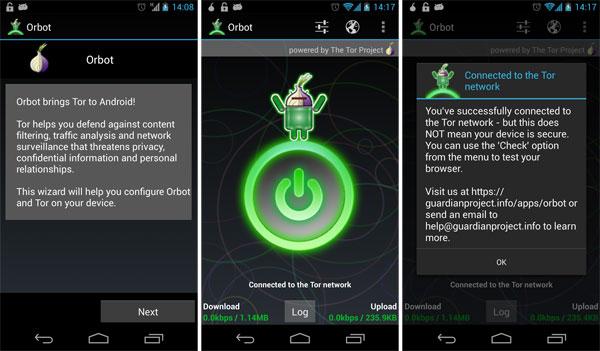 14:08
Orbot
Orbot
Orbot brings Tor to Android!
Tor helps you defend against content
filtering, traffic analysis and network
surveillance that threatens privacy,
confidential information and personal
relationships.
This wizard will help you configure Orbot
and Tor on your device.
Next
14:17
Orbot
powered by The Tor Project
Connected to the Tor network
Download
Upload
0.0kbps / 1.14MB
Log
0.0kbps / 235.9KB
14:17
Orbot
powered by The Tor Project
Connected to the Tor
network
You've successfully connected to
the Tor network - but this does
NOT mean your device is secure.
You can use the 'Check' option
from the menu to test your
browser.
Visit us at https://
guardianproject.info/apps/orbot or
send an email to
help@guardianproject.info to learn
more.
OK
Connected to the Tor network
Download
Upload
0.0kbps / 1.14MB
Log
0.0kbps / 235.9KB